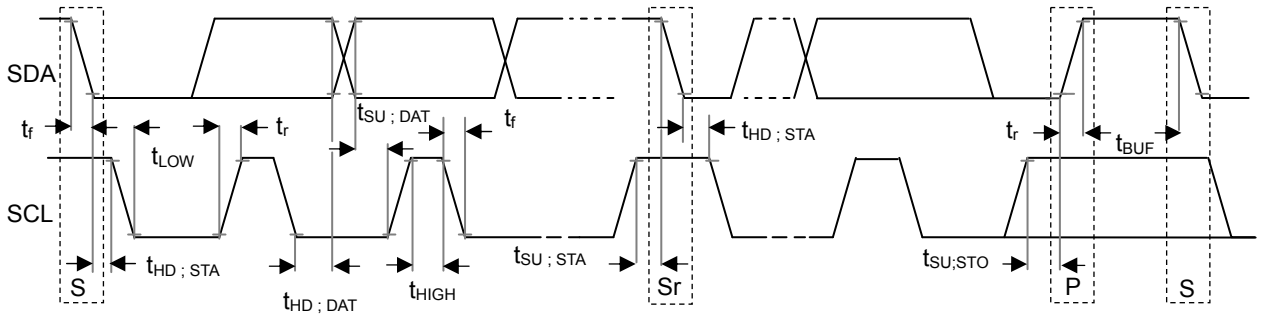 SDA
t_f
t_LOW
t_r
t_SU ; DAT
t_f
t_HD ; STA
t_r
t_BUF
SCL
t_HD ; STA
t_HD ; DAT
t_HIGH
t_SU ; STA
t_SU;STO
S
Sr
P
S